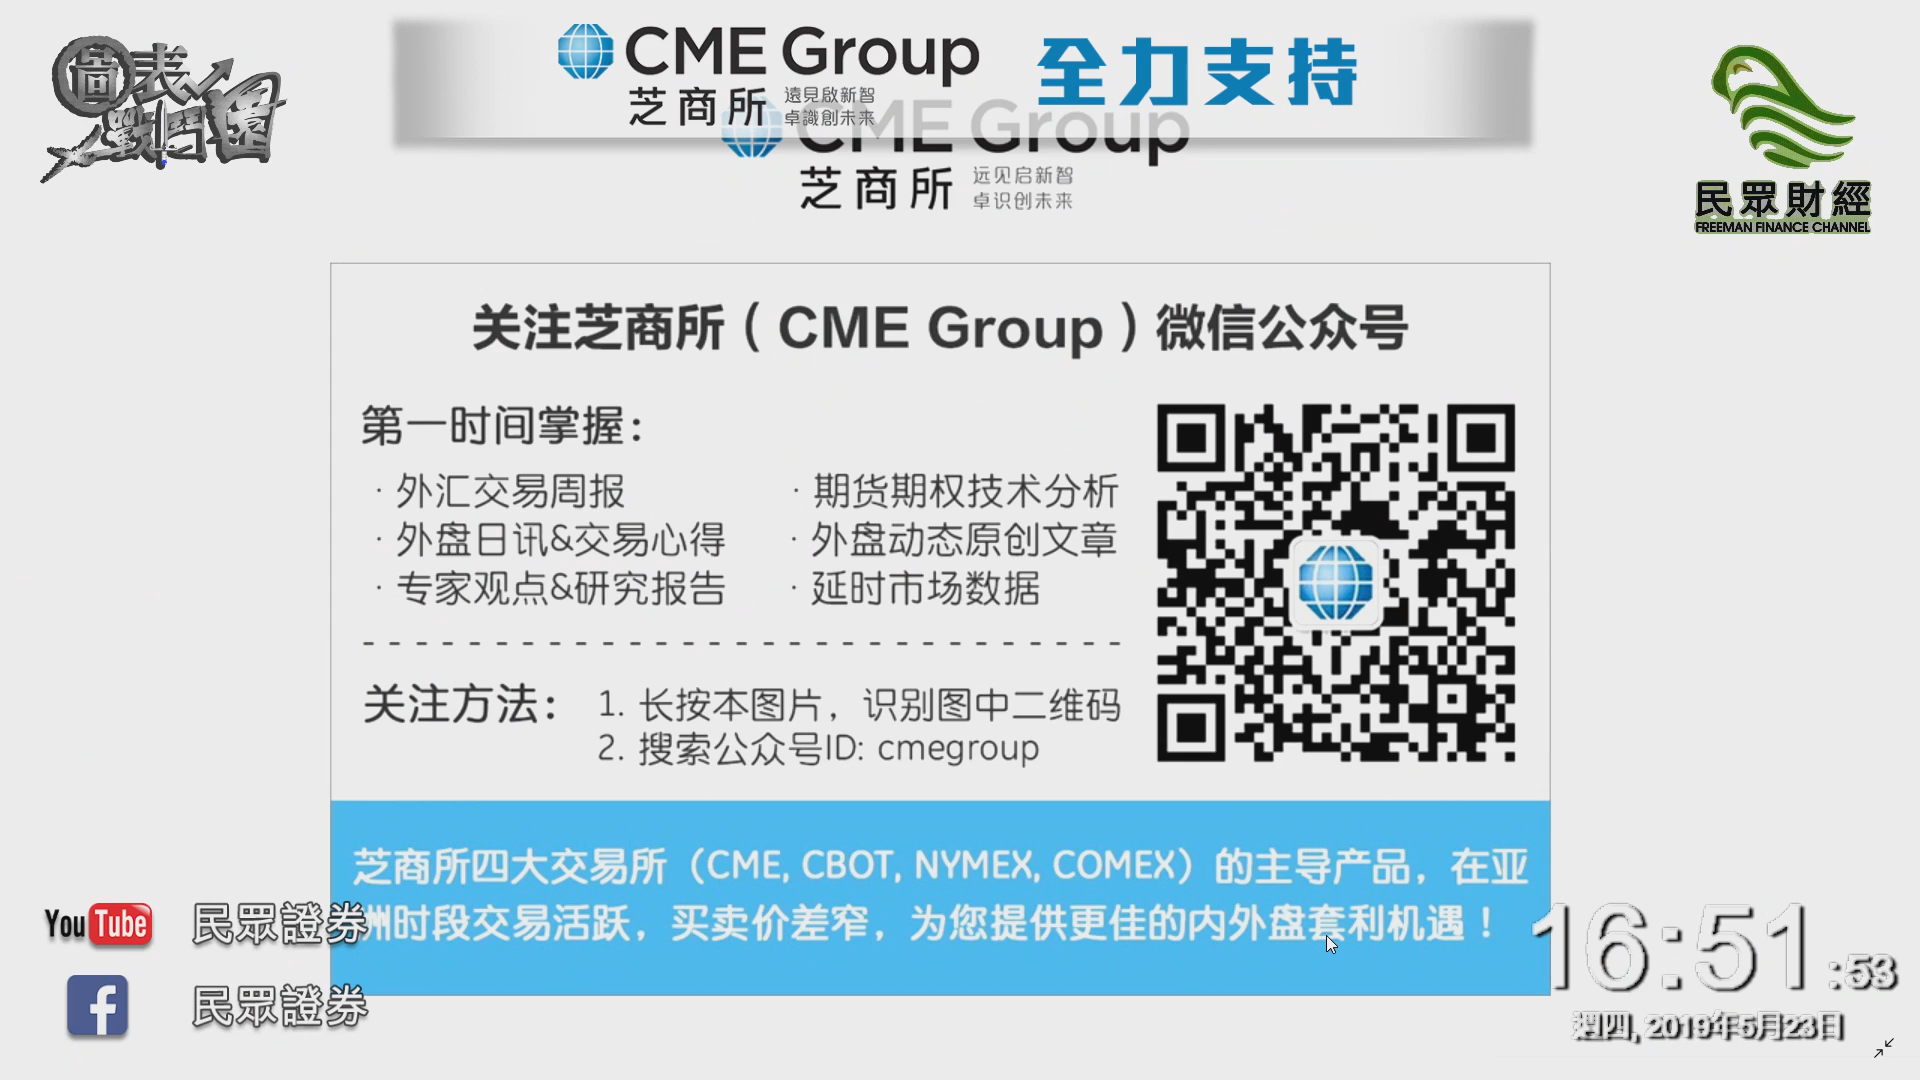 圖表
戰鬥圈
CME Group
芝商所
遠見啟新智
卓識創未来
全力支持
CME Group
芝商所
远见启新智
卓识创未来
民眾財經
FREEMAN FINANCE CHANNEL
关注芝商所（CME Group）微信公众号
第一时间掌握：
· 外汇交易周报
· 期货期权技术分析
· 外盘日讯&交易心得
· 外盘动态原创文章
· 专家观点&研究报告
· 延时市场数据
关注方法：
1. 长按本图片，识别图中二维码
2. 搜索公众号ID: cmegroup
芝商所四大交易所（CME, CBOT, NYMEX, COMEX）的主导产品，在亚
洲时段交易活跃，买卖价差窄，为您提供更佳的内外盘套利机遇！
YouTube
民眾證券
f
民眾證券
16:51:53
週四, 2019年5月23日